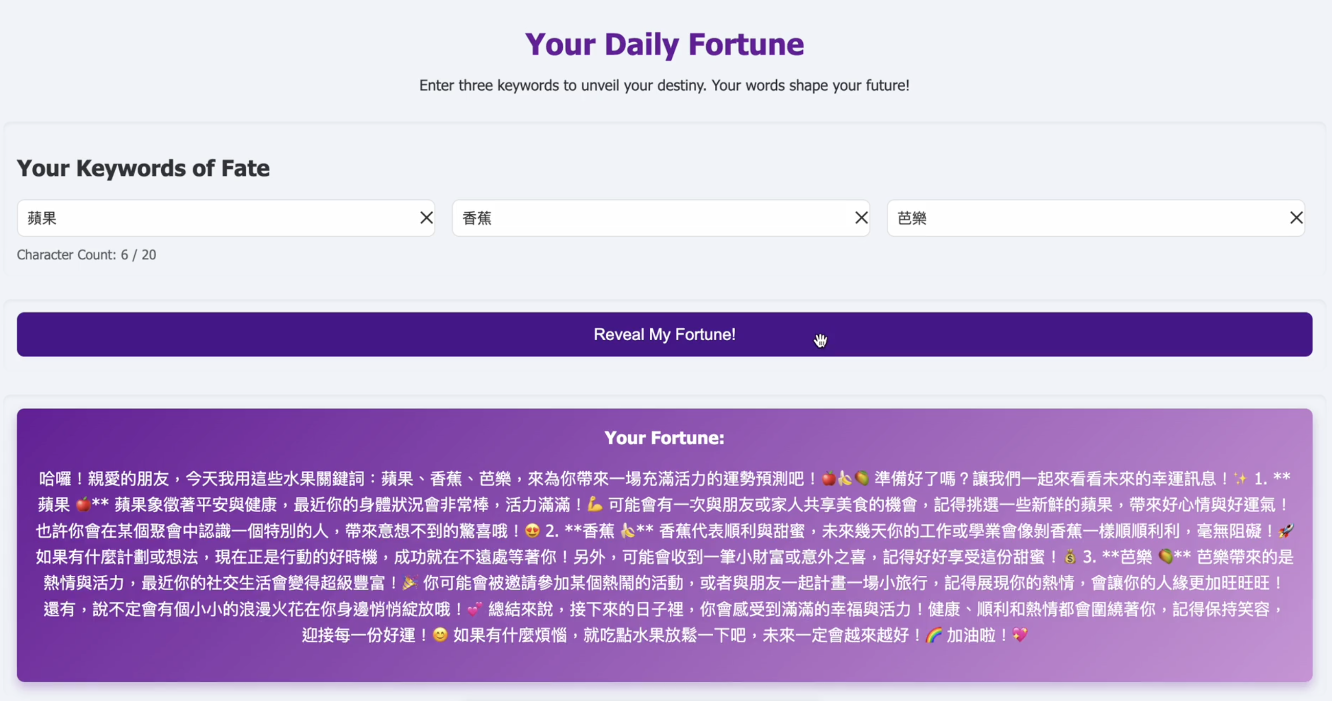 Your Daily Fortune
Enter three keywords to unveil your destiny. Your words shape your future!
Your Keywords of Fate
蘋果
香蕉
芭樂
Character Count: 6 / 20
Reveal My Fortune!
Your Fortune:
哈囉！親愛的朋友，今天我用這些水果關鍵詞：蘋果、香蕉、芭樂，來為你帶來一場充滿活力的運勢預測吧！🍎🍌🥭 準備好了嗎？讓我們一起來看看未來的幸運訊息！✨ 1. **
蘋果 🍎** 蘋果象徵著平安與健康，最近你的身體狀況會非常棒，活力滿滿！💪 可能會有一次與朋友或家人共享美食的機會，記得挑選一些新鮮的蘋果，帶來好心情與好運氣！
也許你會在某個聚會中認識一個特別的人，帶來意想不到的驚喜哦！😍 2. **香蕉 🍌** 香蕉代表順利與甜蜜，未來幾天你的工作或學業會像剝香蕉一樣順順利利，毫無阻礙！🚀
如果有什麼計劃或想法，現在正是行動的好時機，成功就在不遠處等著你！另外，可能會收到一筆小財富或意外之喜，記得好好享受這份甜蜜！💰 3. **芭樂 🥭** 芭樂帶來的是
熱情與活力，最近你的社交生活會變得超級豐富！🎉 你可能會被邀請參加某個熱鬧的活動，或者與朋友一起計畫一場小旅行，記得展現你的熱情，會讓你的人緣更加旺旺旺！
還有，說不定會有個小小的浪漫火花在你身邊悄悄綻放哦！💕 總結來說，接下來的日子裡，你會感受到滿滿的幸福與活力！健康、順利和熱情都會圍繞著你，記得保持笑容，
迎接每一份好運！😊 如果有什麼煩惱，就吃點水果放鬆一下吧，未來一定會越來越好！🌈 加油啦！💖